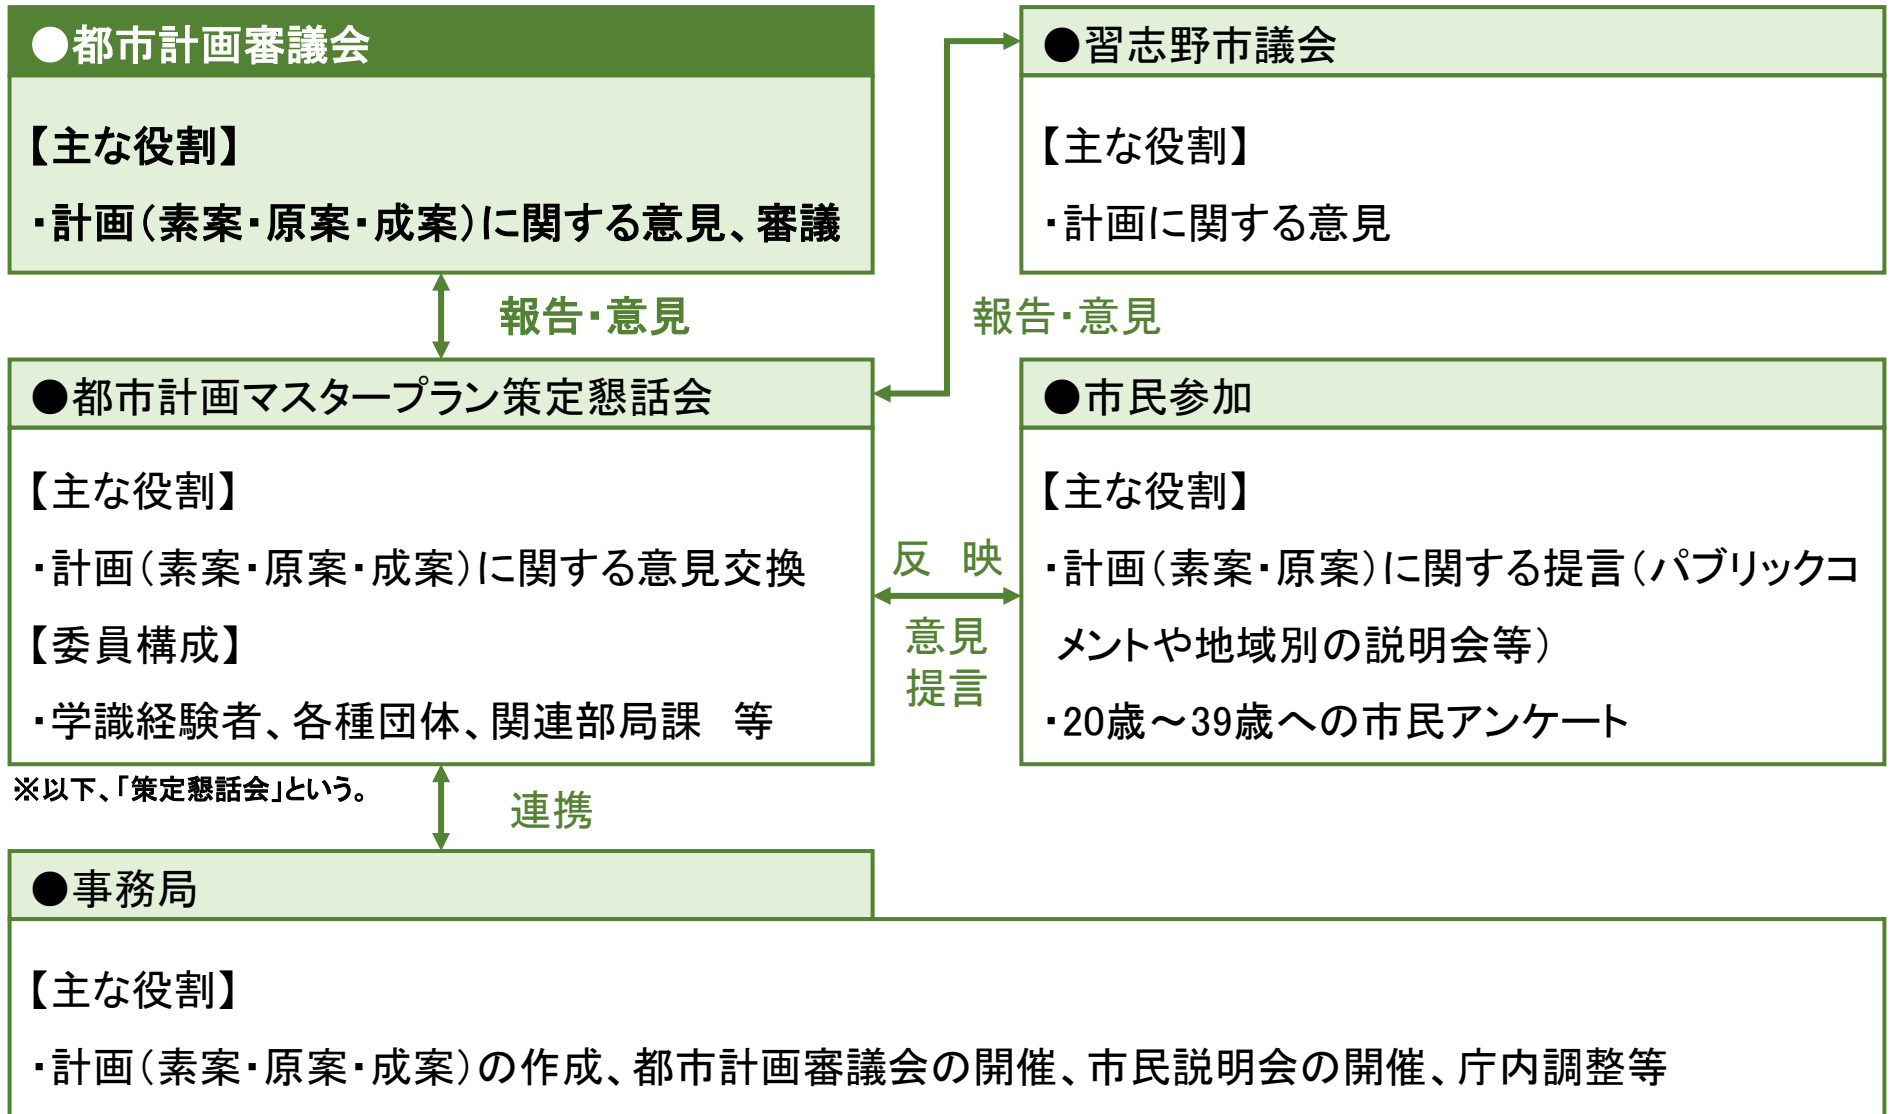 ●都市計画審議会
【主な役割】
・計画(素案・原案・成案)に関する意見、審議
●習志野市議会
【主な役割】
・計画に関する意見
報告・意見
報告・意見
●都市計画マスタープラン策定懇話会
【主な役割】
・計画(素案・原案・成案)に関する意見交換
【委員構成】
・学識経験者、各種団体、関連部局課 等
※以下、「策定懇話会」という。
反 映
意見
提言
●市民参加
【主な役割】
・計画(素案・原案)に関する提言(パブリックコ
メントや地域別の説明会等)
・20歳~39歳への市民アンケート
連携
●事務局
【主な役割】
・計画(素案・原案・成案)の作成、都市計画審議会の開催、市民説明会の開催、庁内調整等